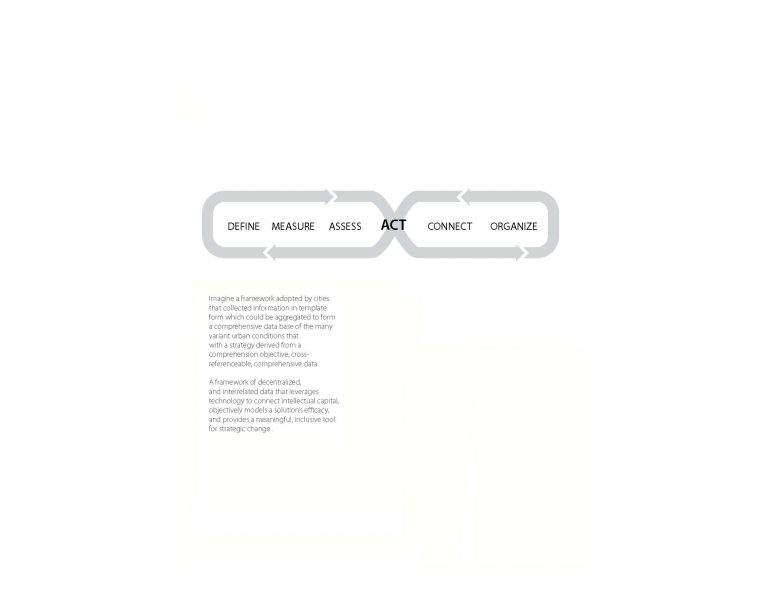 DEFINE MEASURE ASSESS ACT CONNECT ORGANIZE
Imagine a framework adopted by cities
that collected information in template
form which could be aggregated to form
a comprehensive data base of the many
variant urban conditions that
with a strategy derived from a
comprehension objective, cross-
referenceable, comprehensive data.
A framework of decentralized,
and interrelated data that leverages
technology to connect intellectual capital,
objectively models a solution's efficacy,
and provides a meaningful, inclusive tool
for strategic change .